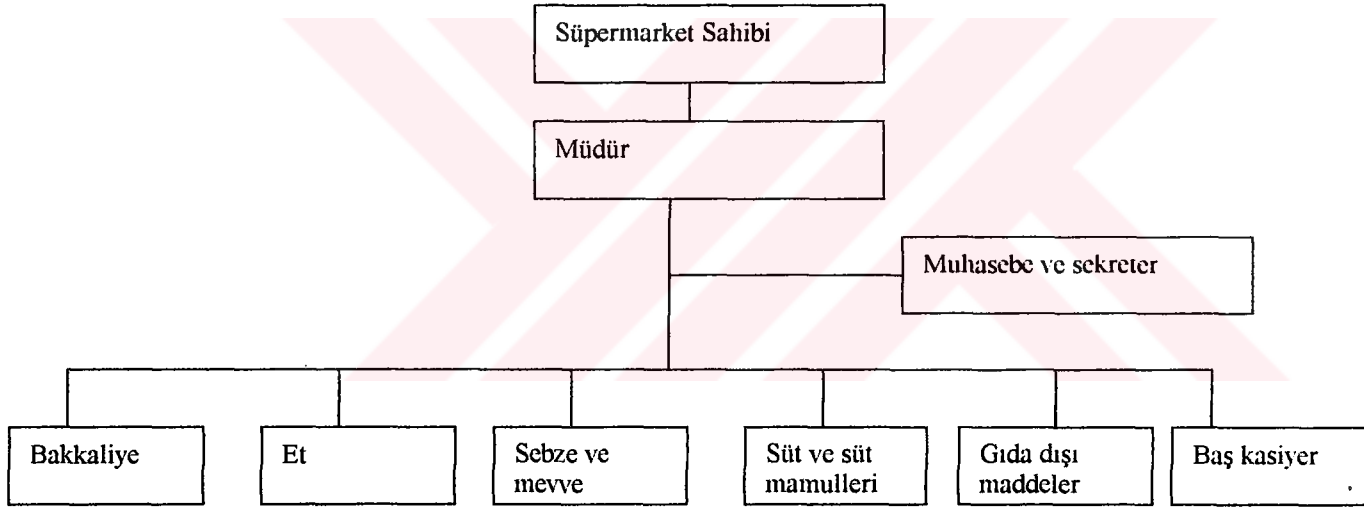 Süpermarket Sahibi
Müdür
Muhasebe ve sekreter
Bakkaliye
Et
Sebze ve
meyve
Süt ve süt
mamulleri
Gıda dışı
maddeler
Baş kasiyer